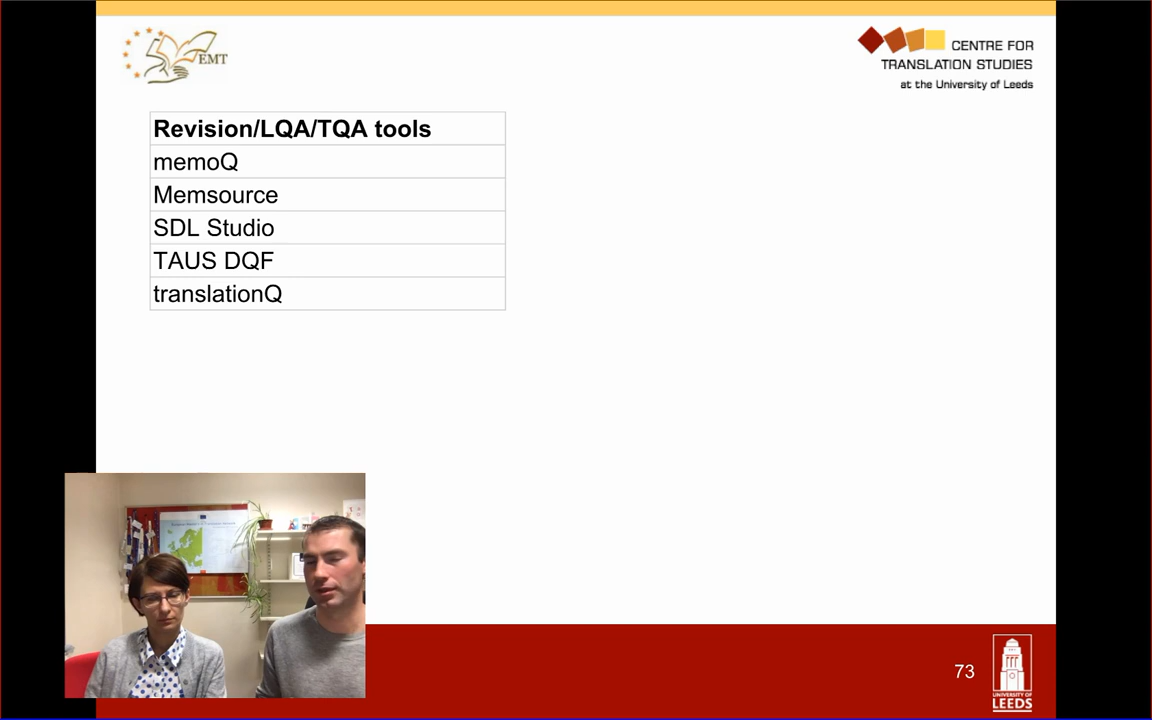 EMT
CENTRE FOR
TRANSLATION STUDIES
at the University of Leeds
Revision/LQA/TQA tools
memoQ
Memsource
SDL Studio
TAUS DQF
translationQ
73
UNIVERSITY OF
LEEDS